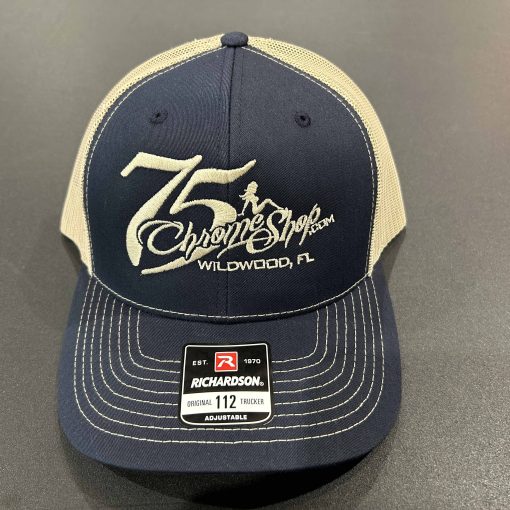 75
ChromeShop.COM
WILDWOOD, FL
EST. R 1970
RICHARDSON®
ORIGINAL 112 TRUCKER
ADJUSTABLE